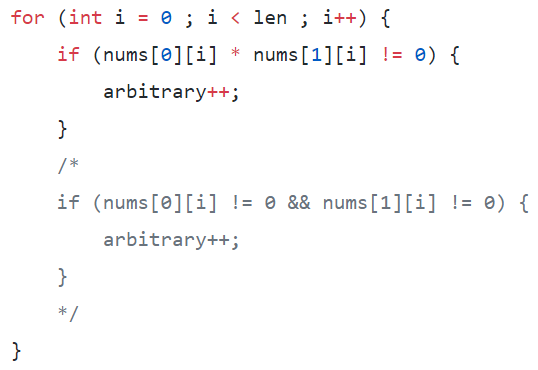 for (int i = 0 ; i < len ; i++) {
    if (nums[0][i] * nums[1][i] != 0) {
        arbitrary++;
    }
    /*
    if (nums[0][i] != 0 && nums[1][i] != 0) {
        arbitrary++;
    }
    */
}